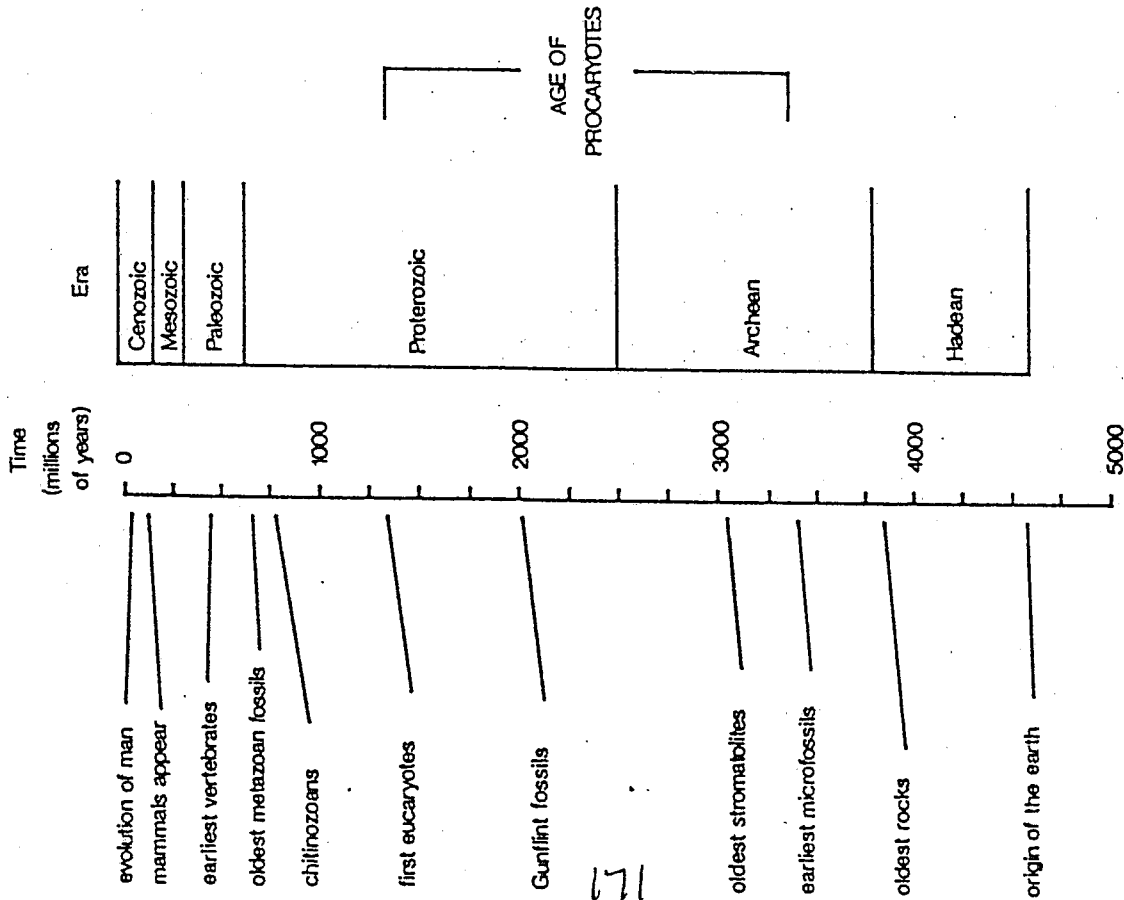 Time
(millions
of years)
Era
0
1000
2000
3000
4000
5000
evolution of man
mammals appear
earliest vertebrates
oldest metazoan fossils
chitinozoans
first eucaryotes
Gunflint fossils
oldest stromatolites
earliest microfossils
oldest rocks
origin of the earth
Cenozoic
Mesozoic
Paleozoic
Proterozoic
Archean
Hadean
AGE OF
PROCARYOTES